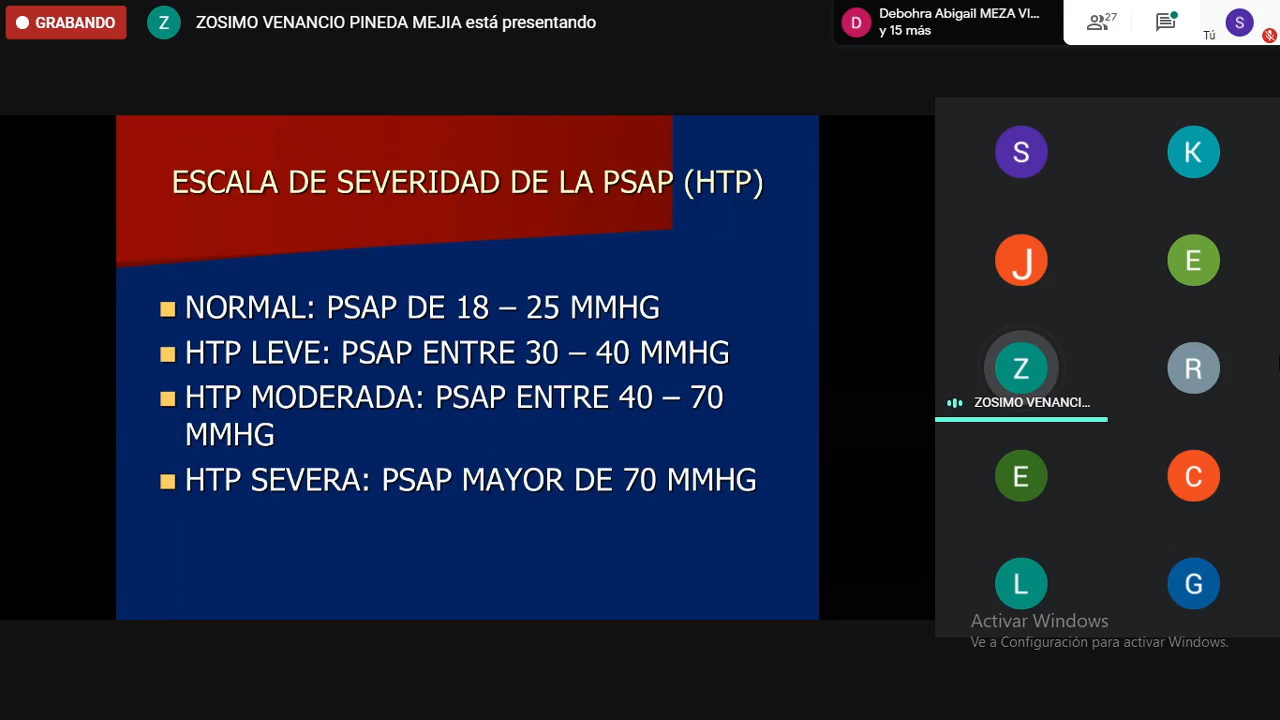 GRABANDO
Z
ZOSIMO VENANCIO PINEDA MEJIA está presentando
D
Debohra Abigail MEZA VI...
y 15 más
27
Tú
S
ESCALA DE SEVERIDAD DE LA PSAP (HTP)
NORMAL: PSAP DE 18 – 25 MMHG
HTP LEVE: PSAP ENTRE 30 – 40 MMHG
HTP MODERADA: PSAP ENTRE 40 – 70
MMHG
HTP SEVERA: PSAP MAYOR DE 70 MMHG
S
K
J
E
Z
ZOSIMO VENANCI...
R
E
C
L
G
Activar Windows
Ve a Configuración para activar Windows.